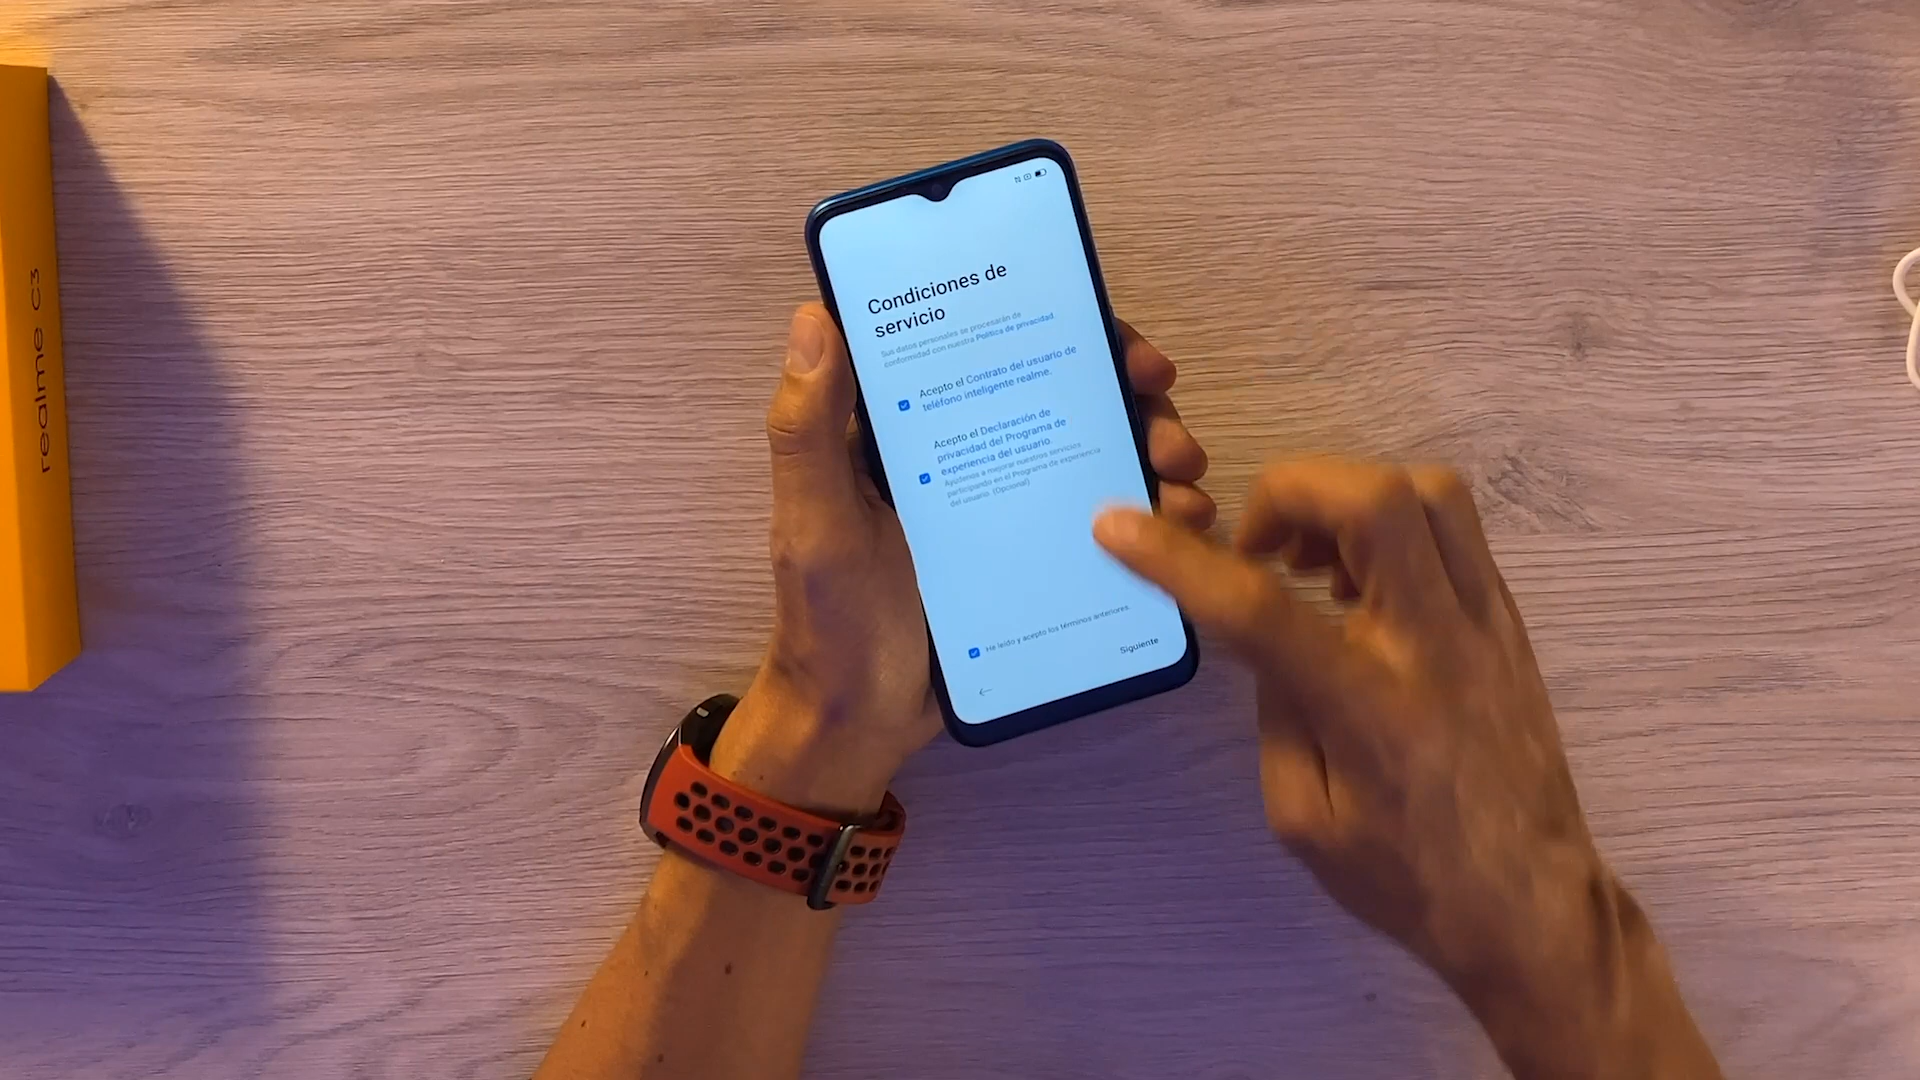 realme C3
Condiciones de
servicio
Sus datos personales se procesarán de
conformidad con nuestra Política de privacidad.
Acepto el Contrato del usuario de
teléfono inteligente realme.
Acepto el Declaración de
privacidad del Programa de
experiencia del usuario.
Ayúdenos a mejorar nuestros servicios
participando en el Programa de experiencia
del usuario. (Opcional)
He leído y acepto los términos anteriores.
Siguiente